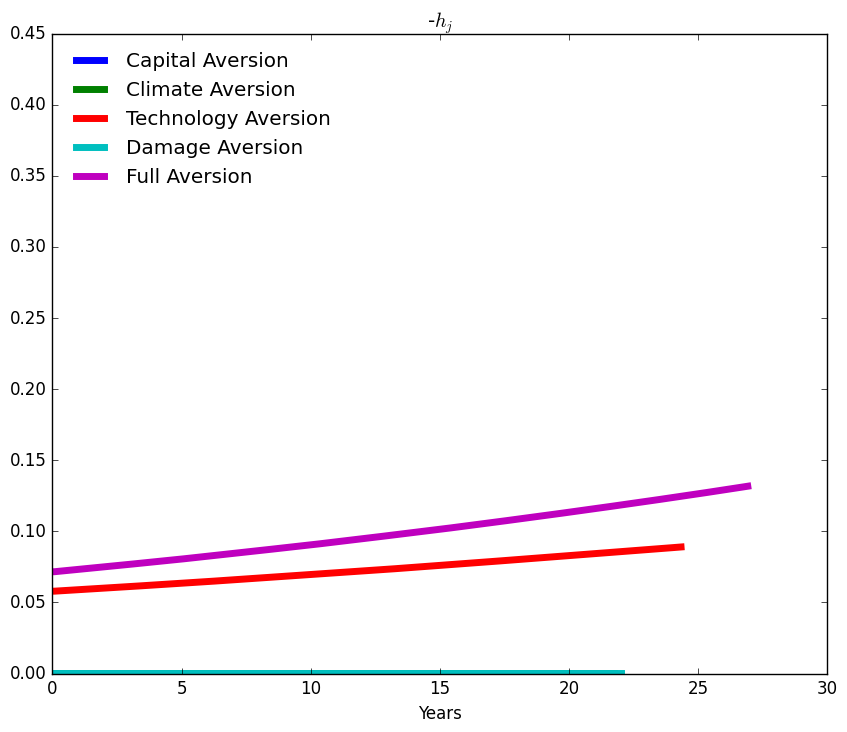 -h_j
0.45
Capital Aversion
Climate Aversion
0.40
Technology Aversion
Damage Aversion
0.35
Full Aversion
0.30
0.25
0.20
0.15
0.10
0.05
0.00
0 5 10 15 20 25 30
Years